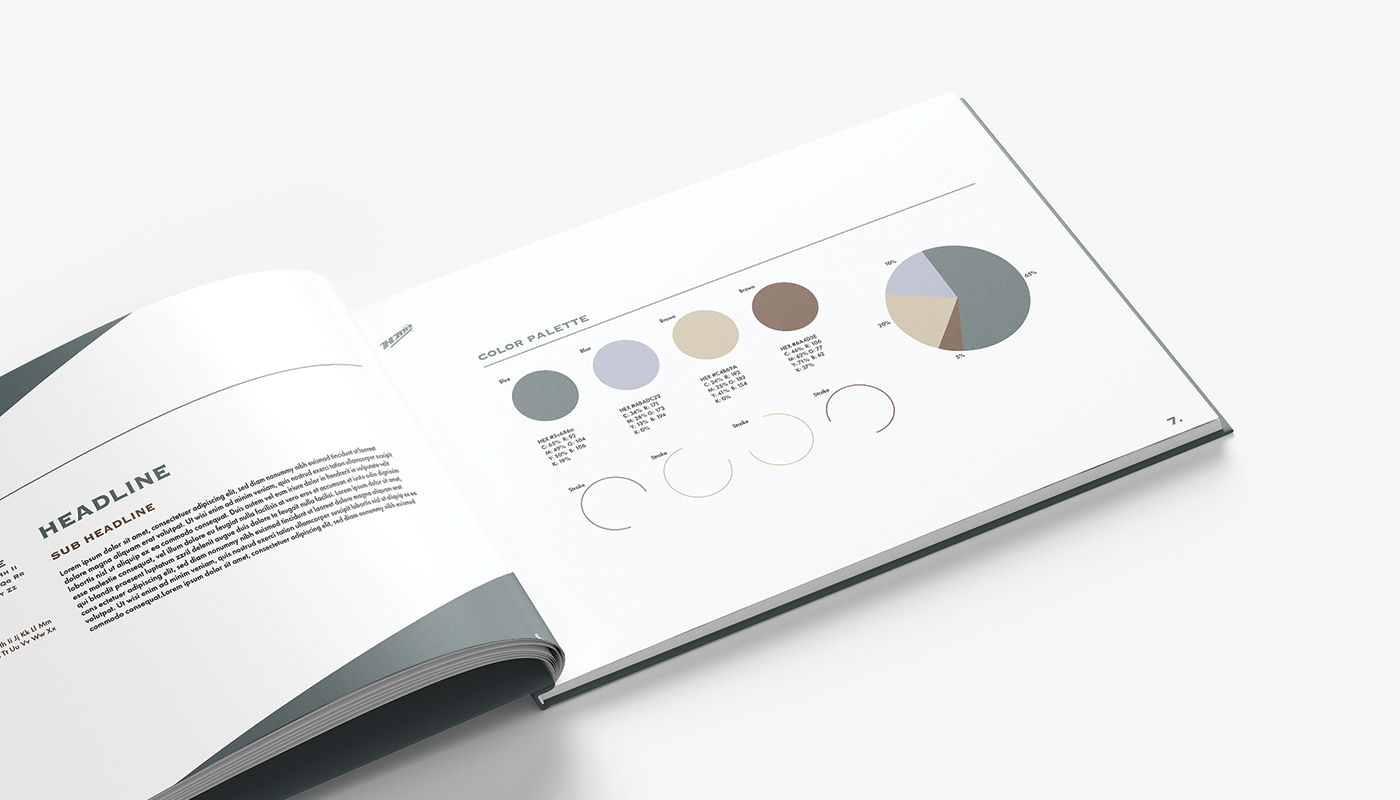 HEADLINE
SUB HEADLINE
Lorem ipsum dolor sit amet, consectetuer adipiscing elit, sed diam nonummy nibh euismod tincidunt ut laoreet
dolore magna aliquam erat volutpat. Ut wisi enim ad minim veniam, quis nostrud exerci tation ullamcorper suscipit
lobortis nisl ut aliquip ex ea commodo consequat. Duis autem vel eum iriure dolor in hendrerit in vulputate velit
esse molestie consequat, vel illum dolore eu feugiat nulla facilisis at vero eros et accumsan et iusto odio dignissim
qui blandit praesent luptatum zzril delenit augue duis dolore te feugait nulla facilisi. Lorem ipsum dolor sit amet,
cons ectetuer adipiscing elit, sed diam nonummy nibh euismod tincidunt ut laoreet dolore magna aliquam erat
volutpat. Ut wisi enim ad minim veniam, quis nostrud exerci tation ullamcorper suscipit lobortis nisl ut aliquip ex ea
commodo consequat.Lorem ipsum dolor sit amet, consectetuer adipiscing elit, sed diam nonummy nibh euismod
Ii Jj Kk Ll Mm
Tt Uu Vv Ww Xx
COLOR PALETTE
Blue
HEX #5c686a
C: 63% R: 92
M: 49% G: 104
Y: 50% B: 106
K: 19%
Stroke
Blue
HEX #ABADC22
C: 34% R: 171
M: 28% G: 173
Y: 13% B: 194
K: 0%
Stroke
Brown
HEX #C4B69A
C: 24% R: 192
M: 25% G: 182
Y: 41% B: 154
K: 0%
Stroke
Brown
HEX #6A4D3E
C: 46% R: 106
M: 62% G: 77
Y: 71% B: 62
K: 37%
Stroke
10%
65%
20%
5%
7.